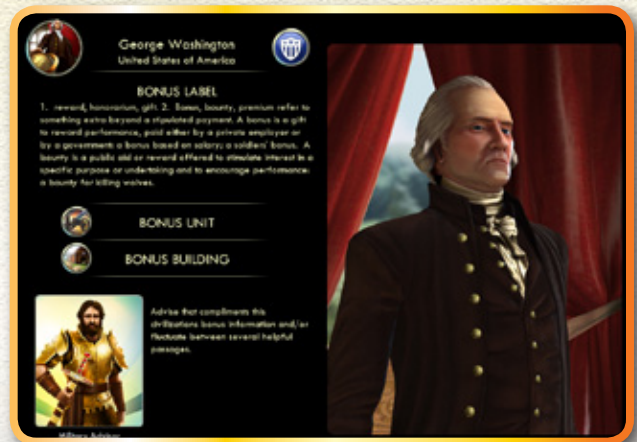 George Washington
United States of America
BONUS LABEL
1. reward, honorarium, gift. 2. Bonus, bounty, premium refer to
something extra beyond a stipulated payment. A bonus is a gift
to reward performance, paid either by a private employer or
by a government: a bonus based on salary; a soldiers' bonus. A
bounty is a public aid or reward offered to stimulate interest in a
specific purpose or undertaking and to encourage performance:
a bounty for killing wolves.
BONUS UNIT
BONUS BUILDING
Advise that compliments this
civilizations bonus information and/or
fluctuate between several helpful
passages.
Military Advisor